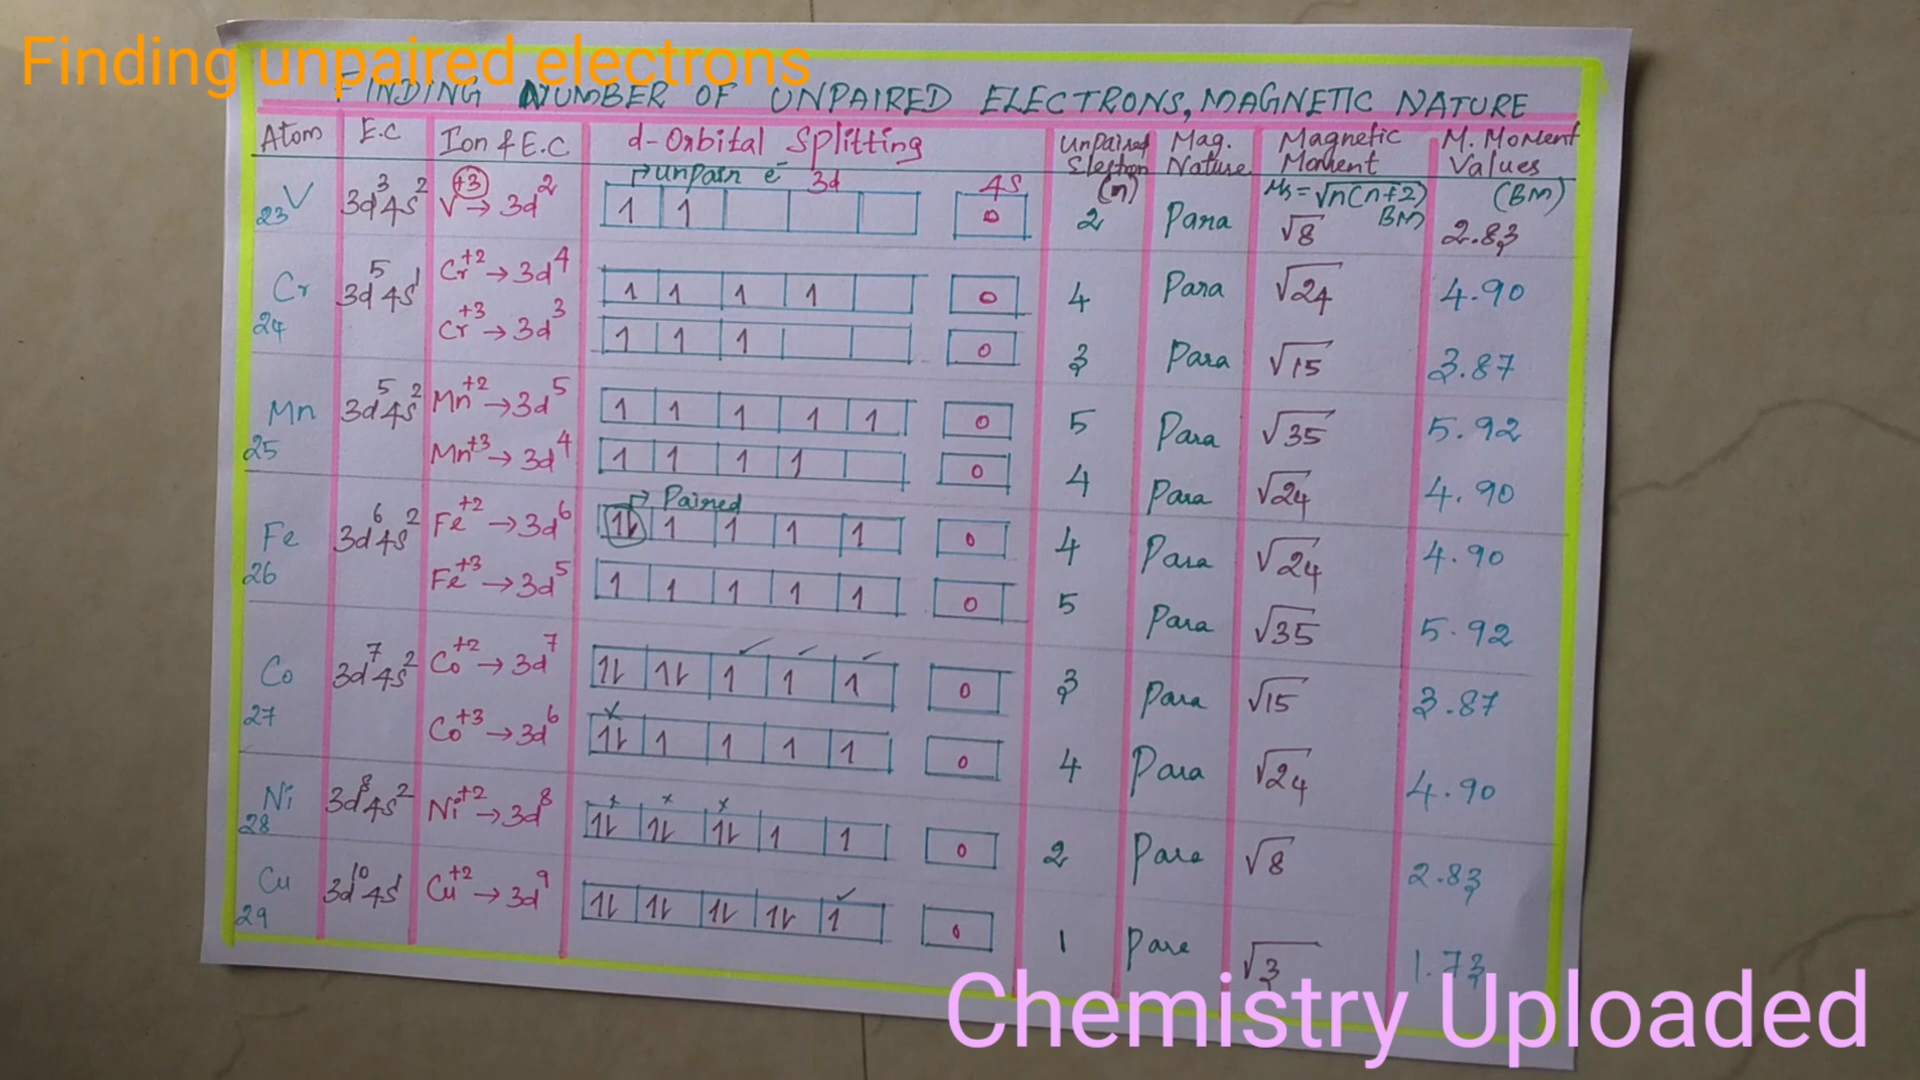 Finding unpaired electrons
FINDING NUMBER OF UNPAIRED ELECTRONS, MAGNETIC NATURE
Atom E.C Ion & E.C d-Orbital Splitting Unpaired Electron (n) Mag. Nature Magnetic Moment M. Moment Values
unpair e⁻ 3d 4S μs = √n(n+2) BM (BM)
23V 3d³4s² V⁺³ → 3d² 1 1 0 2 Para √8 2.83
Cr 24 3d⁵4s¹ Cr⁺² → 3d⁴ 1 1 1 1 0 4 Para √24 4.90
Cr⁺³ → 3d³ 1 1 1 0 3 Para √15 3.87
Mn 25 3d⁵4s² Mn⁺² → 3d⁵ 1 1 1 1 1 0 5 Para √35 5.92
Mn⁺³ → 3d⁴ 1 1 1 1 0 4 Para √24 4.90
Paired
Fe 26 3d⁶4s² Fe⁺² → 3d⁶ 1⇂ 1 1 1 1 0 4 Para √24 4.90
Fe⁺³ → 3d⁵ 1 1 1 1 1 0 5 Para √35 5.92
Co 27 3d⁷4s² Co⁺² → 3d⁷ 1⇂ 1⇂ 1 1 1 0 3 Para √15 3.87
Co⁺³ → 3d⁶ 1⇂ 1 1 1 1 0 4 Para √24 4.90
Ni 28 3d⁸4s² Ni⁺² → 3d⁸ 1⇂ 1⇂ 1⇂ 1 1 0 2 Para √8 2.83
Cu 29 3d¹⁰4s¹ Cu⁺² → 3d⁹ 1⇂ 1⇂ 1⇂ 1⇂ 1 0 1 Para √3 1.73
Chemistry Uploaded